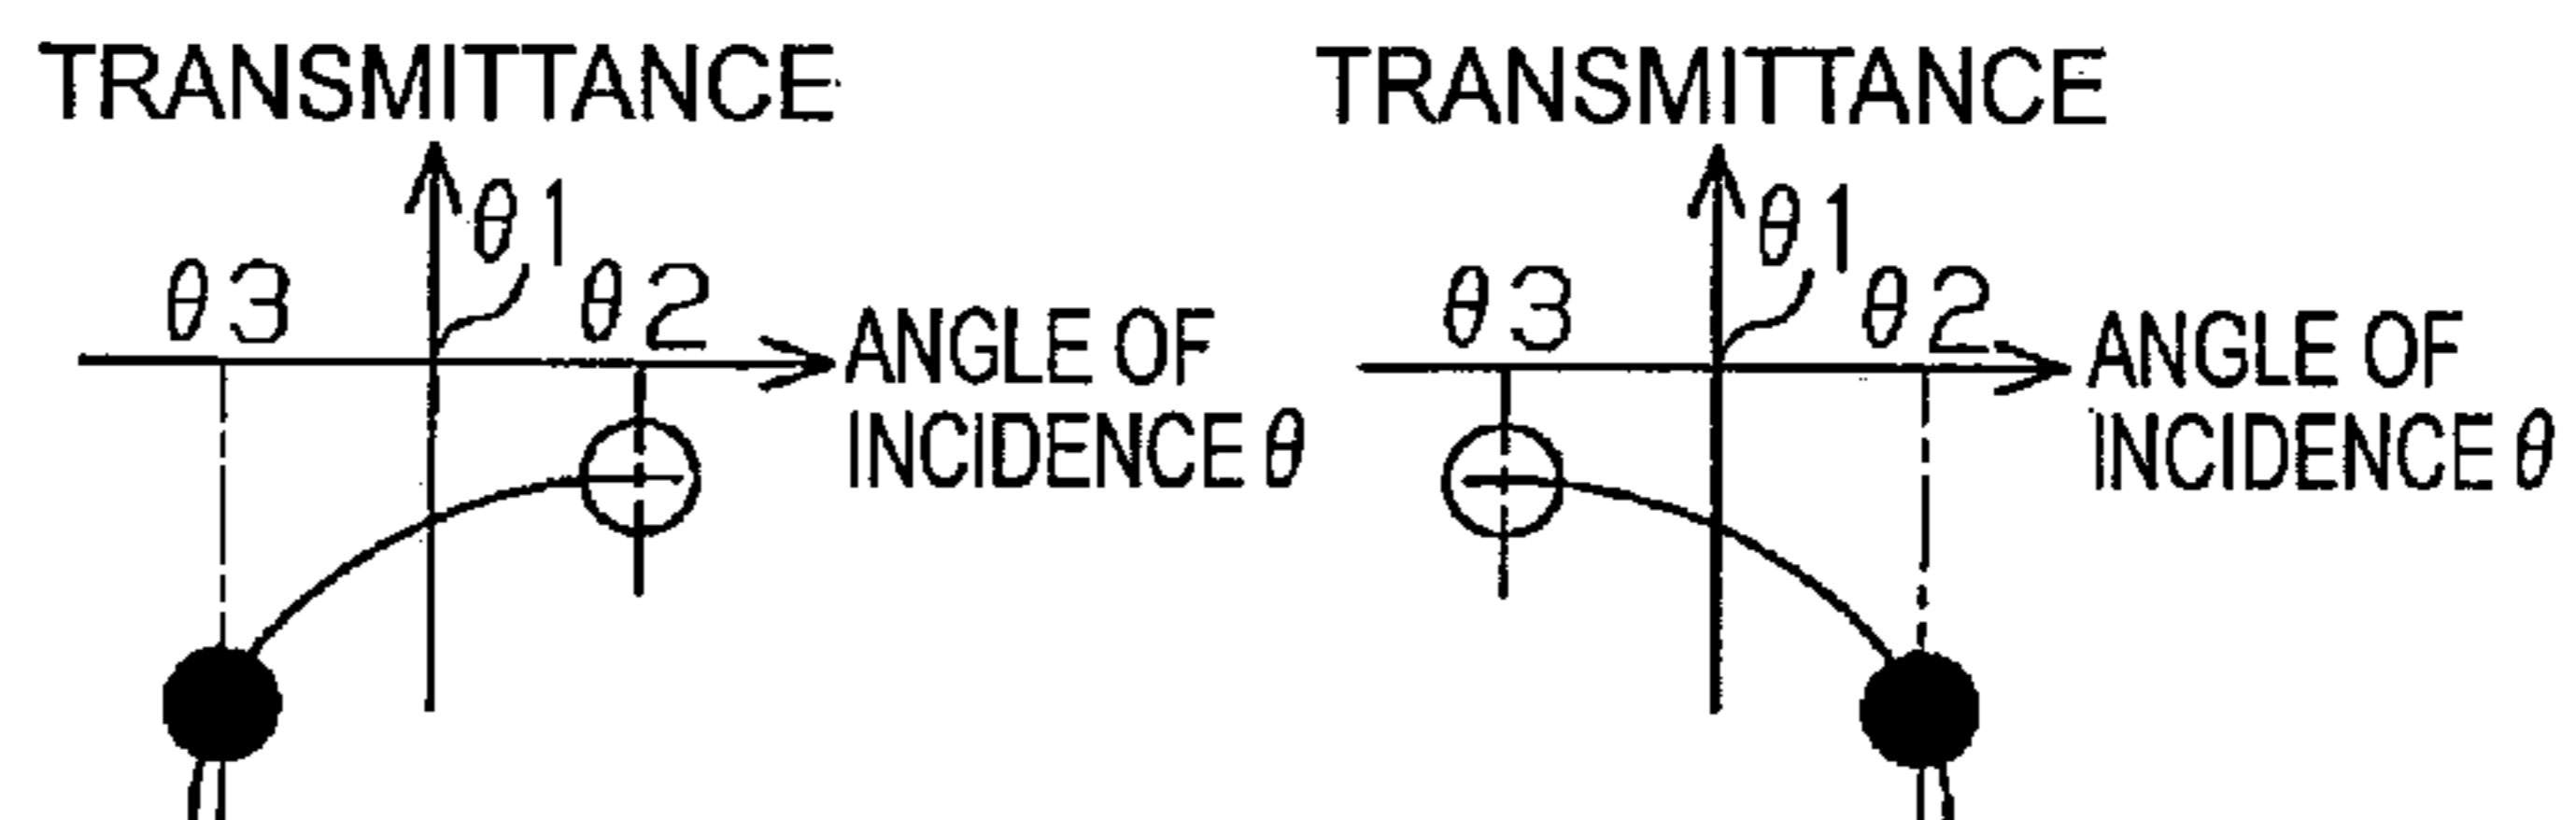 TRANSMITTANCE
θ1
θ3
θ2
ANGLE OF
INCIDENCE θ
TRANSMITTANCE
θ1
θ3
θ2
ANGLE OF
INCIDENCE θ